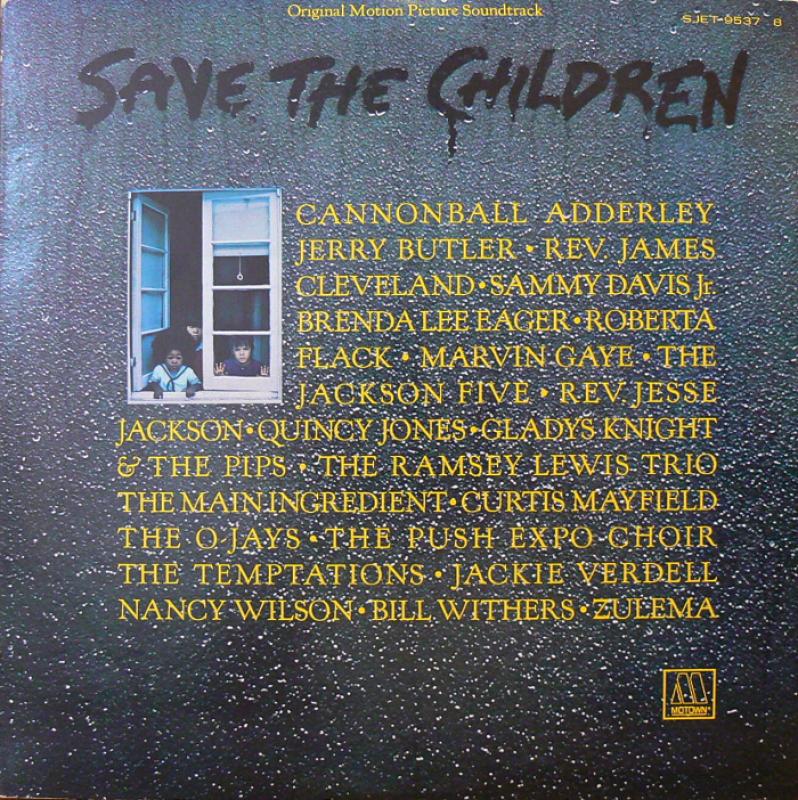 Original Motion Picture Soundtrack
SJET-9537~8
SAVE THE CHILDREN
CANNONBALL ADDERLEY
JERRY BUTLER • REV. JAMES
CLEVELAND • SAMMY DAVIS Jr.
BRENDA LEE EAGER • ROBERTA
FLACK • MARVIN GAYE • THE
JACKSON FIVE • REV. JESSE
JACKSON • QUINCY JONES • GLADYS KNIGHT
& THE PIPS • THE RAMSEY LEWIS TRIO
THE MAIN INGREDIENT • CURTIS MAYFIELD
THE O'JAYS • THE PUSH EXPO CHOIR
THE TEMPTATIONS • JACKIE VERDELL
NANCY WILSON • BILL WITHERS • ZULEMA
M
MOTOWN